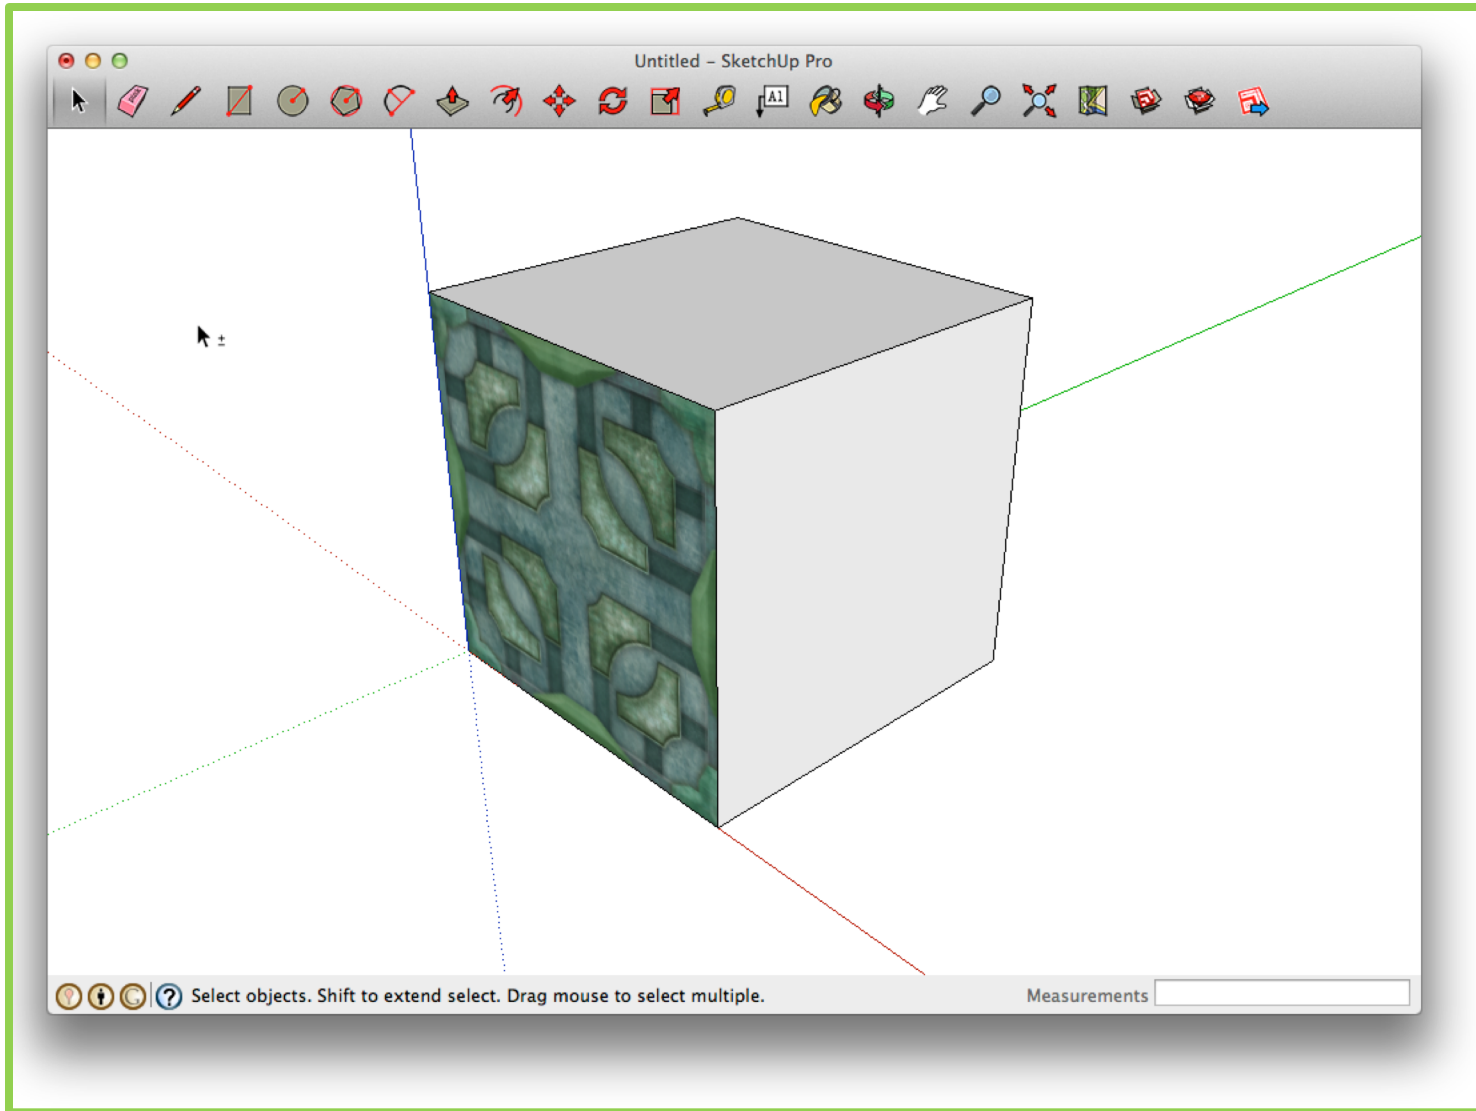 Untitled – SketchUp Pro
A1
Select objects. Shift to extend select. Drag mouse to select multiple.
Measurements